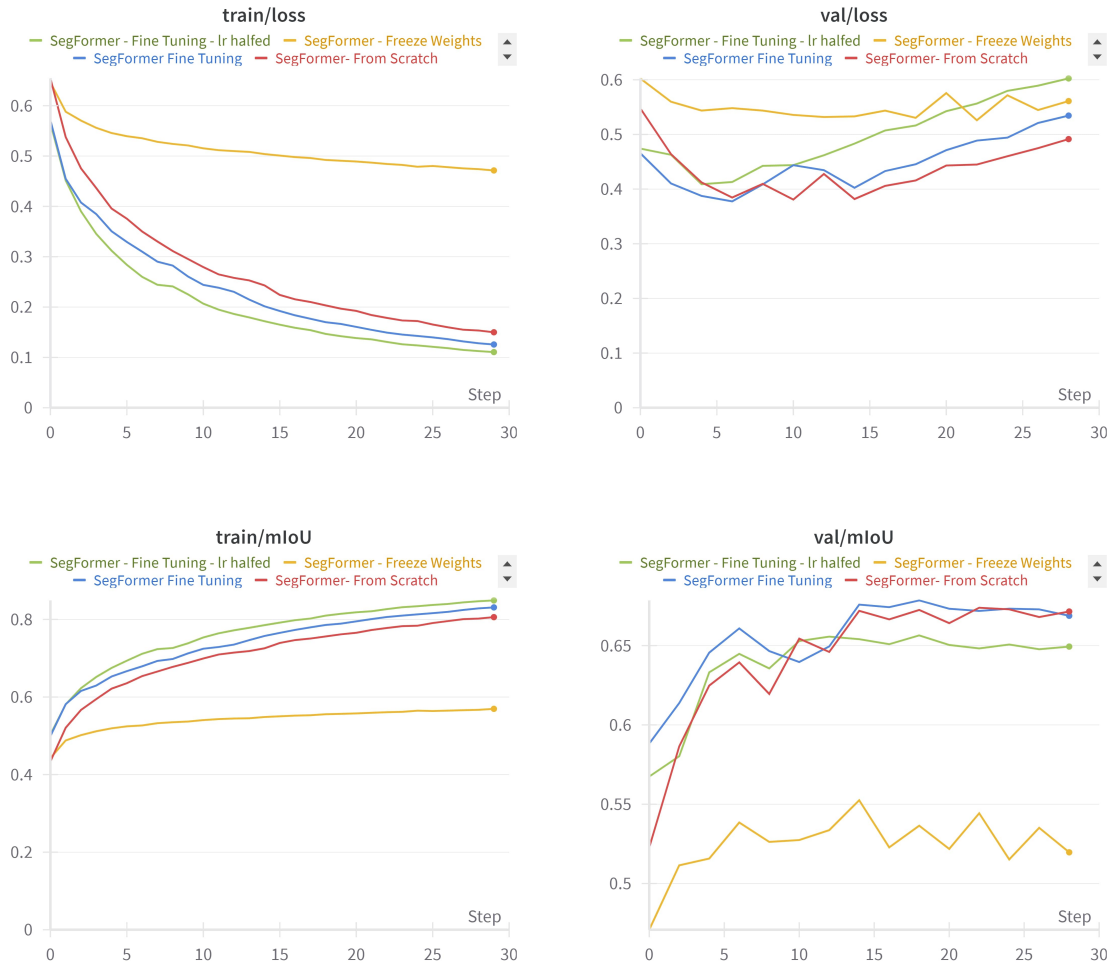 train/loss
SegFormer - Fine Tuning - lr halfed SegFormer - Freeze Weights
SegFormer Fine Tuning SegFormer- From Scratch
0.6
0.5
0.4
0.3
0.2
0.1
0
Step
0 5 10 15 20 25 30
val/loss
SegFormer - Fine Tuning - lr halfed SegFormer - Freeze Weights
SegFormer Fine Tuning SegFormer- From Scratch
0.6
0.5
0.4
0.3
0.2
0.1
0
Step
0 5 10 15 20 25 30
train/mIoU
SegFormer - Fine Tuning - lr halfed SegFormer - Freeze Weights
SegFormer Fine Tuning SegFormer- From Scratch
0.8
0.6
0.4
0.2
0
Step
0 5 10 15 20 25 30
val/mIoU
SegFormer - Fine Tuning - lr halfed SegFormer - Freeze Weights
SegFormer Fine Tuning SegFormer- From Scratch
0.65
0.6
0.55
0.5
Step
0 5 10 15 20 25 30